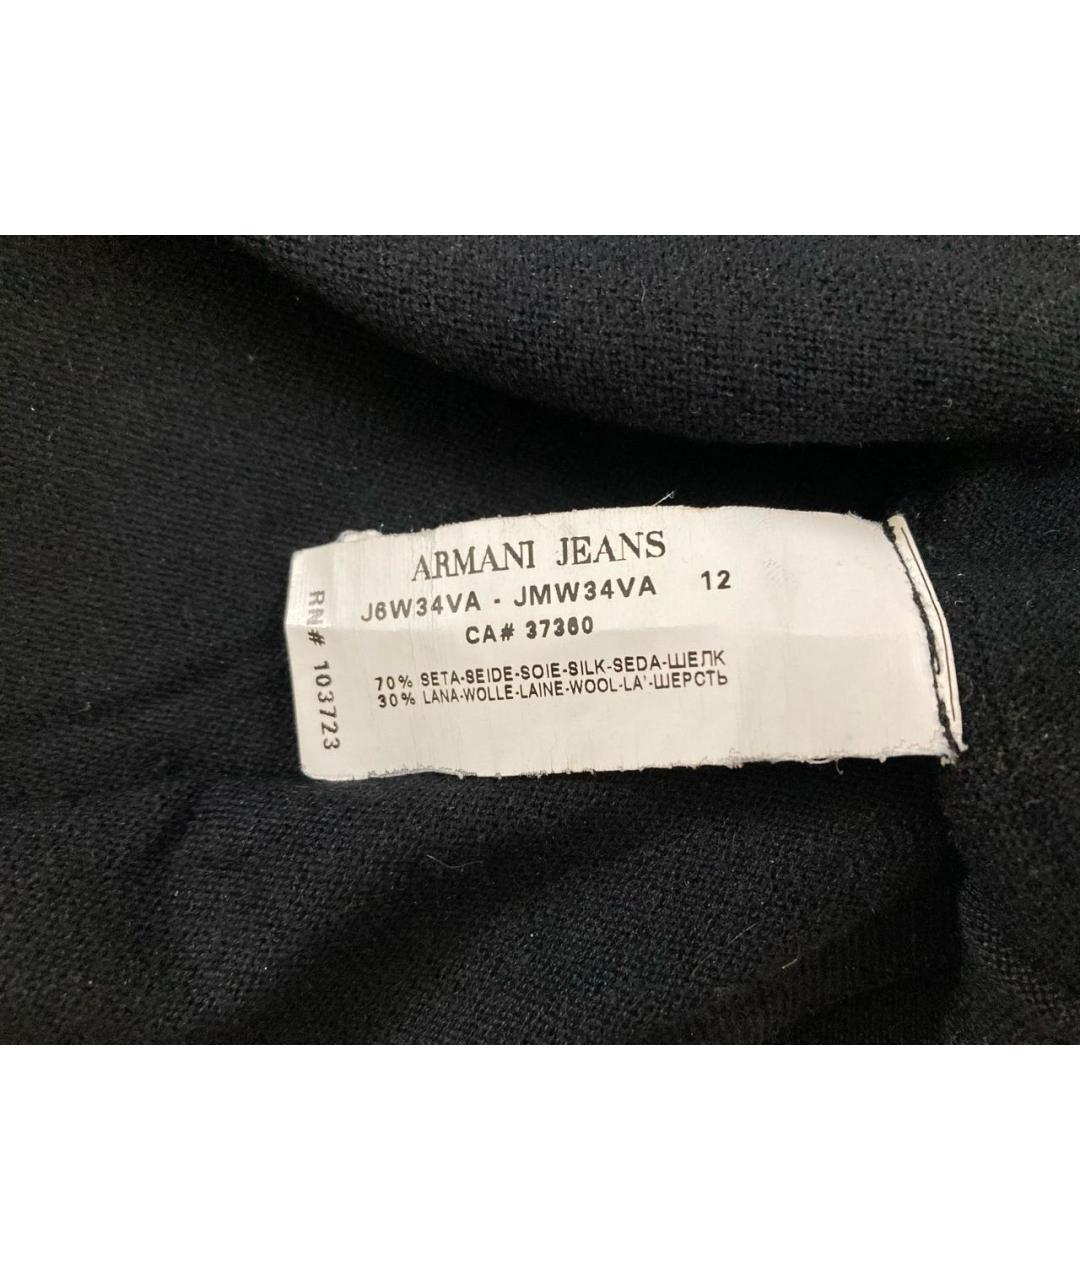 ARMANI JEANS
J6W34VA - JMW34VA 12
CA# 37360
70% SETA-SEIDE-SOIE-SILK-SEDA-ШЕЛК
30% LANA-WOLLE-LAINE-WOOL-LA'-ШЕРСТЬ
RN# 103723